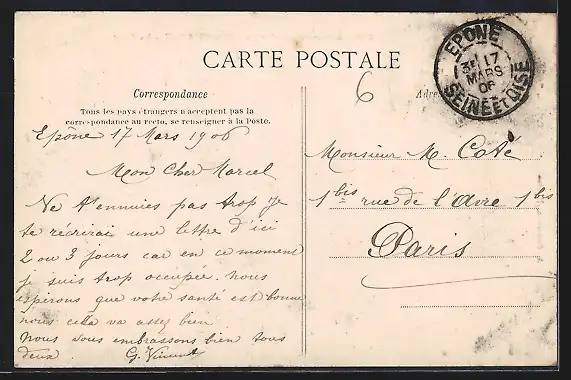 CARTE POSTALE
Correspondance
Tous les pays étrangers n'acceptent pas la
correspondance au recto, se renseigner à la Poste.
Epône 17 Mars 1906
Mon Cher Marcel
Ne t'ennuies pas trop je
te récrirai une lettre d'ici
2 ou 3 jours car en ce moment
je suis trop occupée. nous
espérons que votre santé est bonne
nous cela va assez bien
Nous vous embrassons bien tous
deux. G. Vincent
6
Adre
EPONE
17
MARS
06
SEINE ET OISE
Monsieur M. Coté
1 bis rue de l'Avre 1 bis
Paris